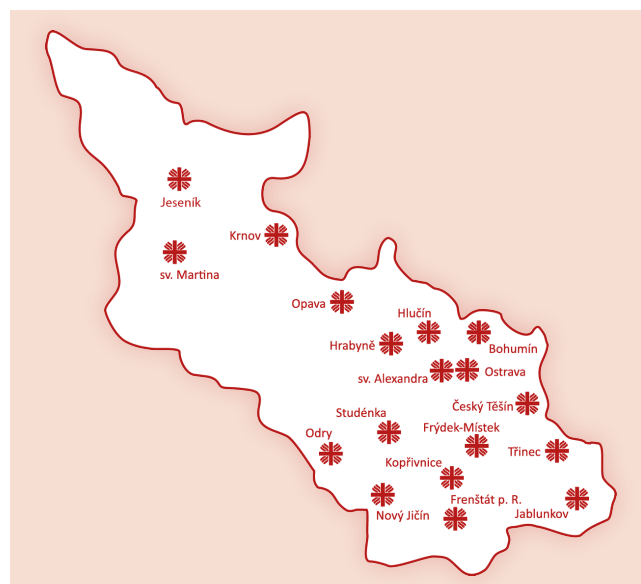 Jeseník
Krnov
sv. Martina
Opava
Hlučín
Hrabyně
Bohumín
sv. Alexandra
Ostrava
Český Těšín
Studénka
Frýdek-Místek
Odry
Třinec
Kopřivnice
Frenštát p. R.
Nový Jičín
Jablunkov